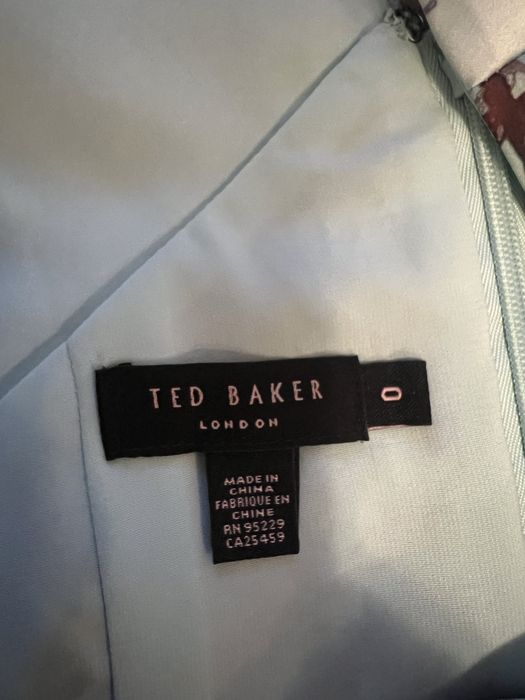 TED BAKER
LONDON
0
MADE IN
CHINA
FABRIQUE EN
CHINE
RN 95229
CA25459